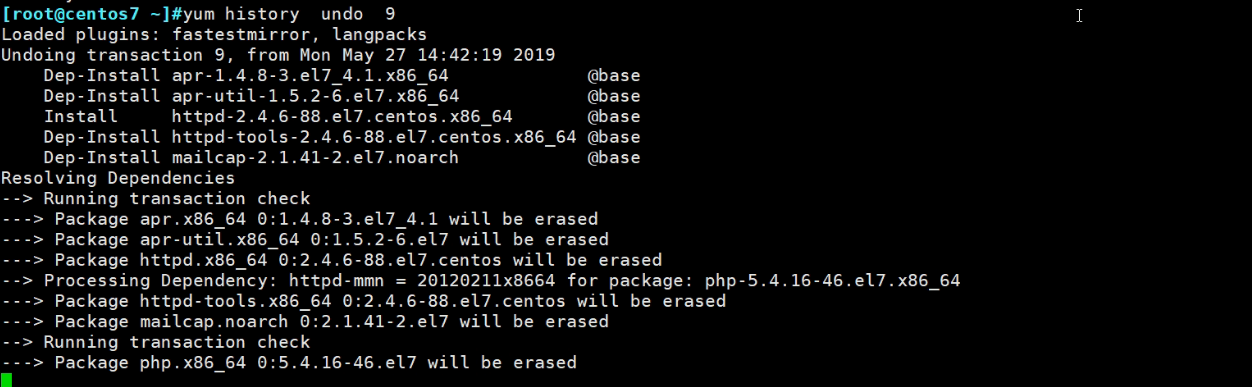 [root@centos7 ~]#yum history  undo  9
Loaded plugins: fastestmirror, langpacks
Undoing transaction 9, from Mon May 27 14:42:19 2019
    Dep-Install apr-1.4.8-3.el7_4.1.x86_64             @base
    Dep-Install apr-util-1.5.2-6.el7.x86_64            @base
    Install     httpd-2.4.6-88.el7.centos.x86_64       @base
    Dep-Install httpd-tools-2.4.6-88.el7.centos.x86_64 @base
    Dep-Install mailcap-2.1.41-2.el7.noarch            @base
Resolving Dependencies
--> Running transaction check
---> Package apr.x86_64 0:1.4.8-3.el7_4.1 will be erased
---> Package apr-util.x86_64 0:1.5.2-6.el7 will be erased
---> Package httpd.x86_64 0:2.4.6-88.el7.centos will be erased
--> Processing Dependency: httpd-mmn = 20120211x8664 for package: php-5.4.16-46.el7.x86_64
---> Package httpd-tools.x86_64 0:2.4.6-88.el7.centos will be erased
---> Package mailcap.noarch 0:2.1.41-2.el7 will be erased
--> Running transaction check
---> Package php.x86_64 0:5.4.16-46.el7 will be erased